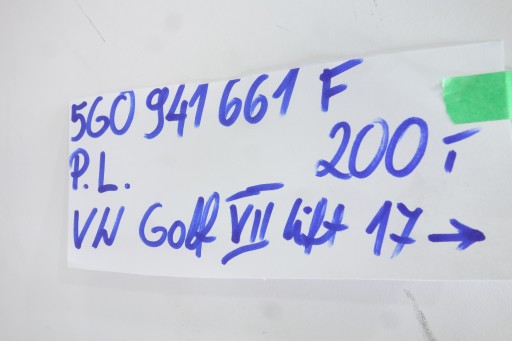 5G0 941 661 F
P.L. 200,-
VW Golf VII lift 17 →